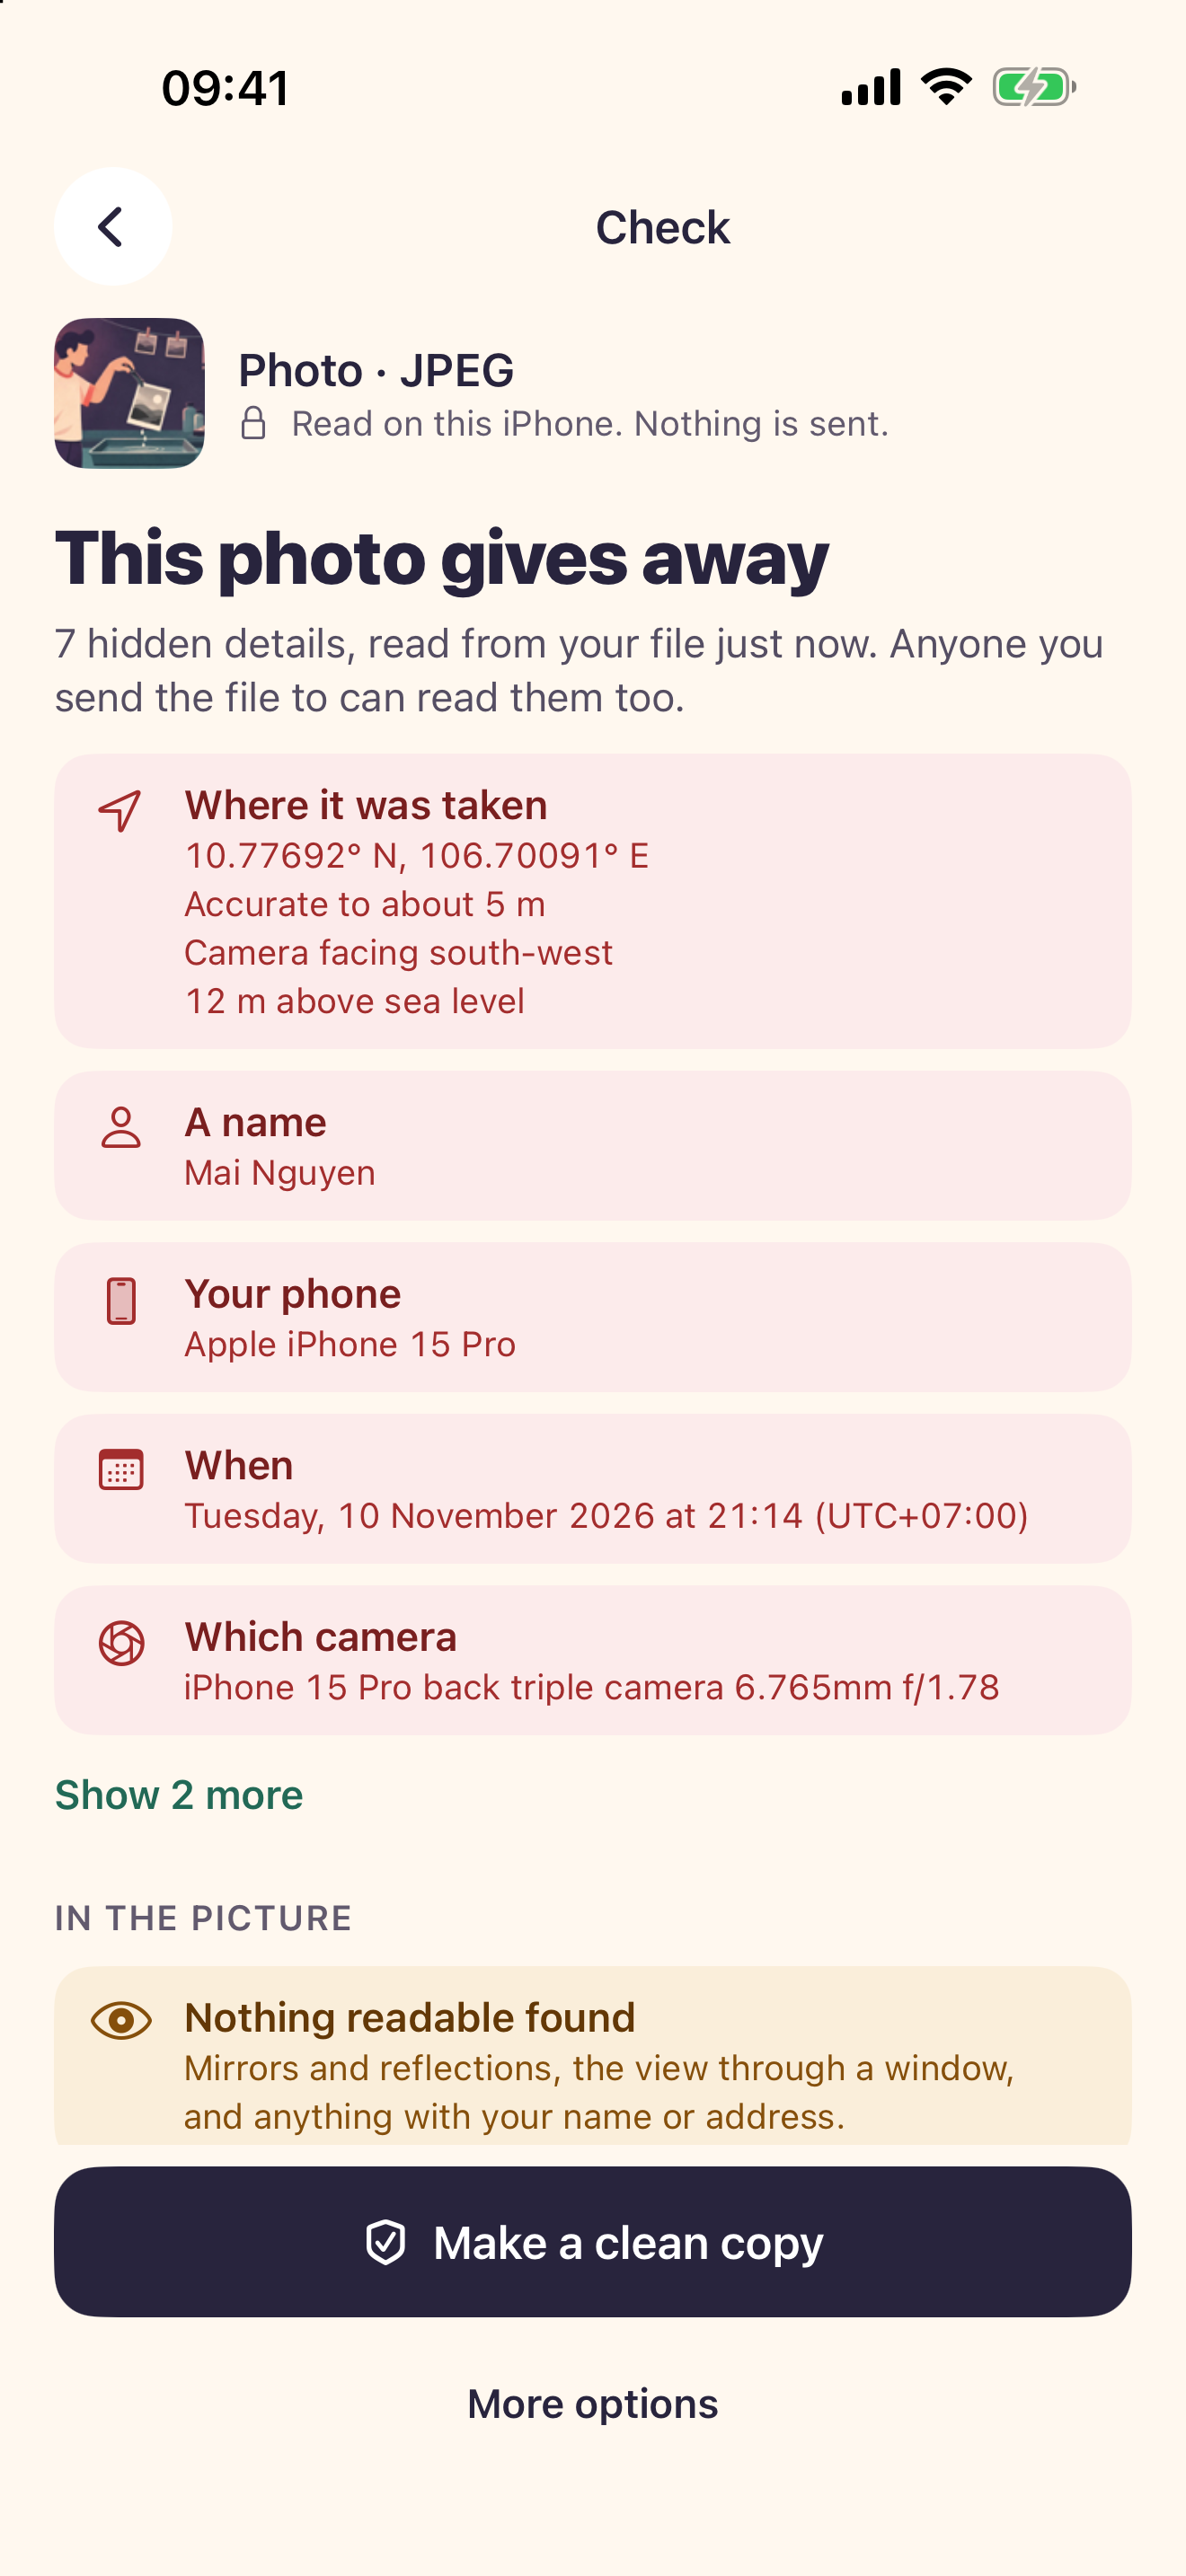 09:41
Check
Photo · JPEG
Read on this iPhone. Nothing is sent.
This photo gives away
7 hidden details, read from your file just now. Anyone you
send the file to can read them too.
Where it was taken
10.77692° N, 106.70091° E
Accurate to about 5 m
Camera facing south-west
12 m above sea level
A name
Mai Nguyen
Your phone
Apple iPhone 15 Pro
When
Tuesday, 10 November 2026 at 21:14 (UTC+07:00)
Which camera
iPhone 15 Pro back triple camera 6.765mm f/1.78
Show 2 more
IN THE PICTURE
Nothing readable found
Mirrors and reflections, the view through a window,
and anything with your name or address.
Make a clean copy
More options